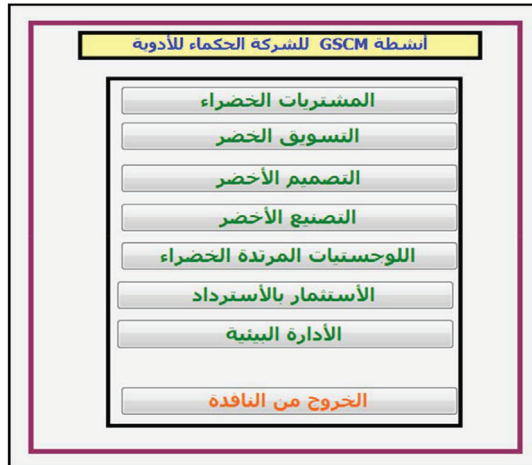 أنشطة GSCM للشركة الحكماء للأدوية
المشتريات الخضراء
التسويق الخضر
التصميم الأخضر
التصنيع الأخضر
اللوجستيات المرتدة الخضراء
الأستثمار بالأسترداد
الأدارة البيئية
الخروج من النافدة